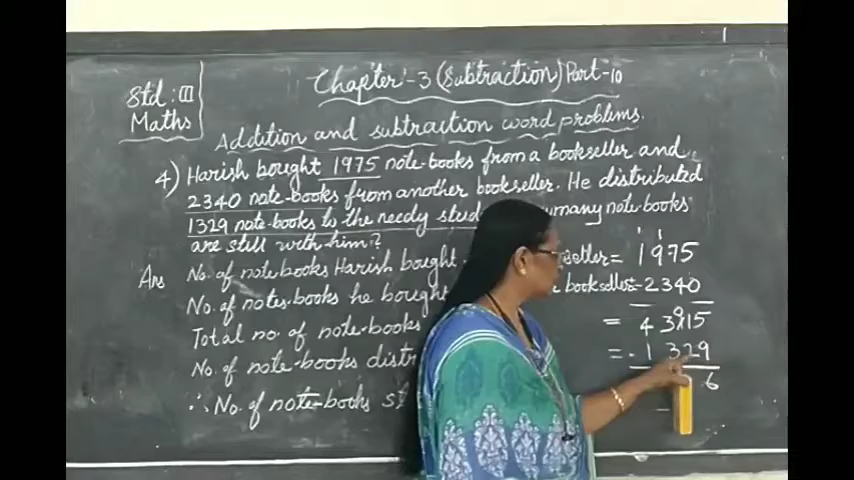 Std : III
Maths
Chapter-3 (Subtraction) Part-10
Addition and subtraction word problems.
4) Harish bought 1975 note-books from a bookseller and
2340 note-books from another bookseller. He distributed
1329 note-books to the needy many note-books
are still with him?
Ans No. of note-books Harish bought = 1975
No. of notes-books he bought bookseller = 2340
Total no. of note-books = 4315
No. of note-books = - 1329
∴ No. of note-books 6